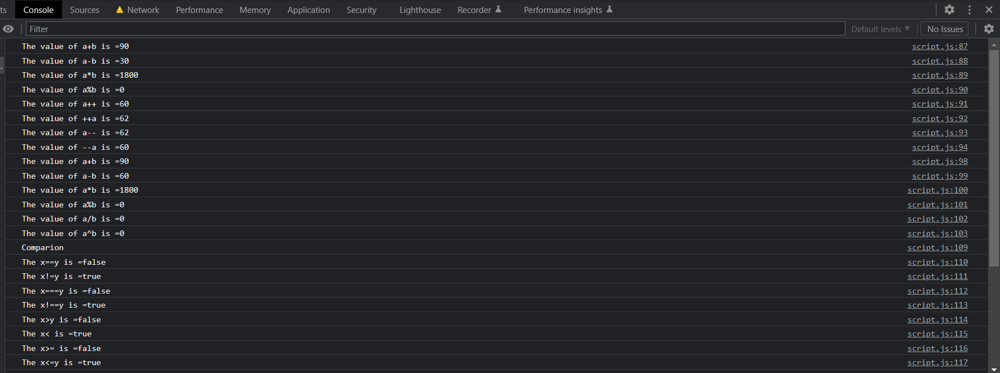 ts Console Sources Network Performance Memory Application Security Lighthouse Recorder Performance insights
Filter Default levels ▼ No Issues
The value of a+b is =90 script.js:87
The value of a-b is =30 script.js:88
The value of a*b is =1800 script.js:89
The value of a%b is =0 script.js:90
The value of a++ is =60 script.js:91
The value of ++a is =62 script.js:92
The value of a-- is =62 script.js:93
The value of --a is =60 script.js:94
The value of a+b is =90 script.js:98
The value of a-b is =60 script.js:99
The value of a*b is =1800 script.js:100
The value of a%b is =0 script.js:101
The value of a/b is =0 script.js:102
The value of a^b is =0 script.js:103
Comparion script.js:109
The x==y is =false script.js:110
The x!=y is =true script.js:111
The x===y is =false script.js:112
The x!==y is =true script.js:113
The x>y is =false script.js:114
The x< is =true script.js:115
The x>= is =false script.js:116
The x<=y is =true script.js:117